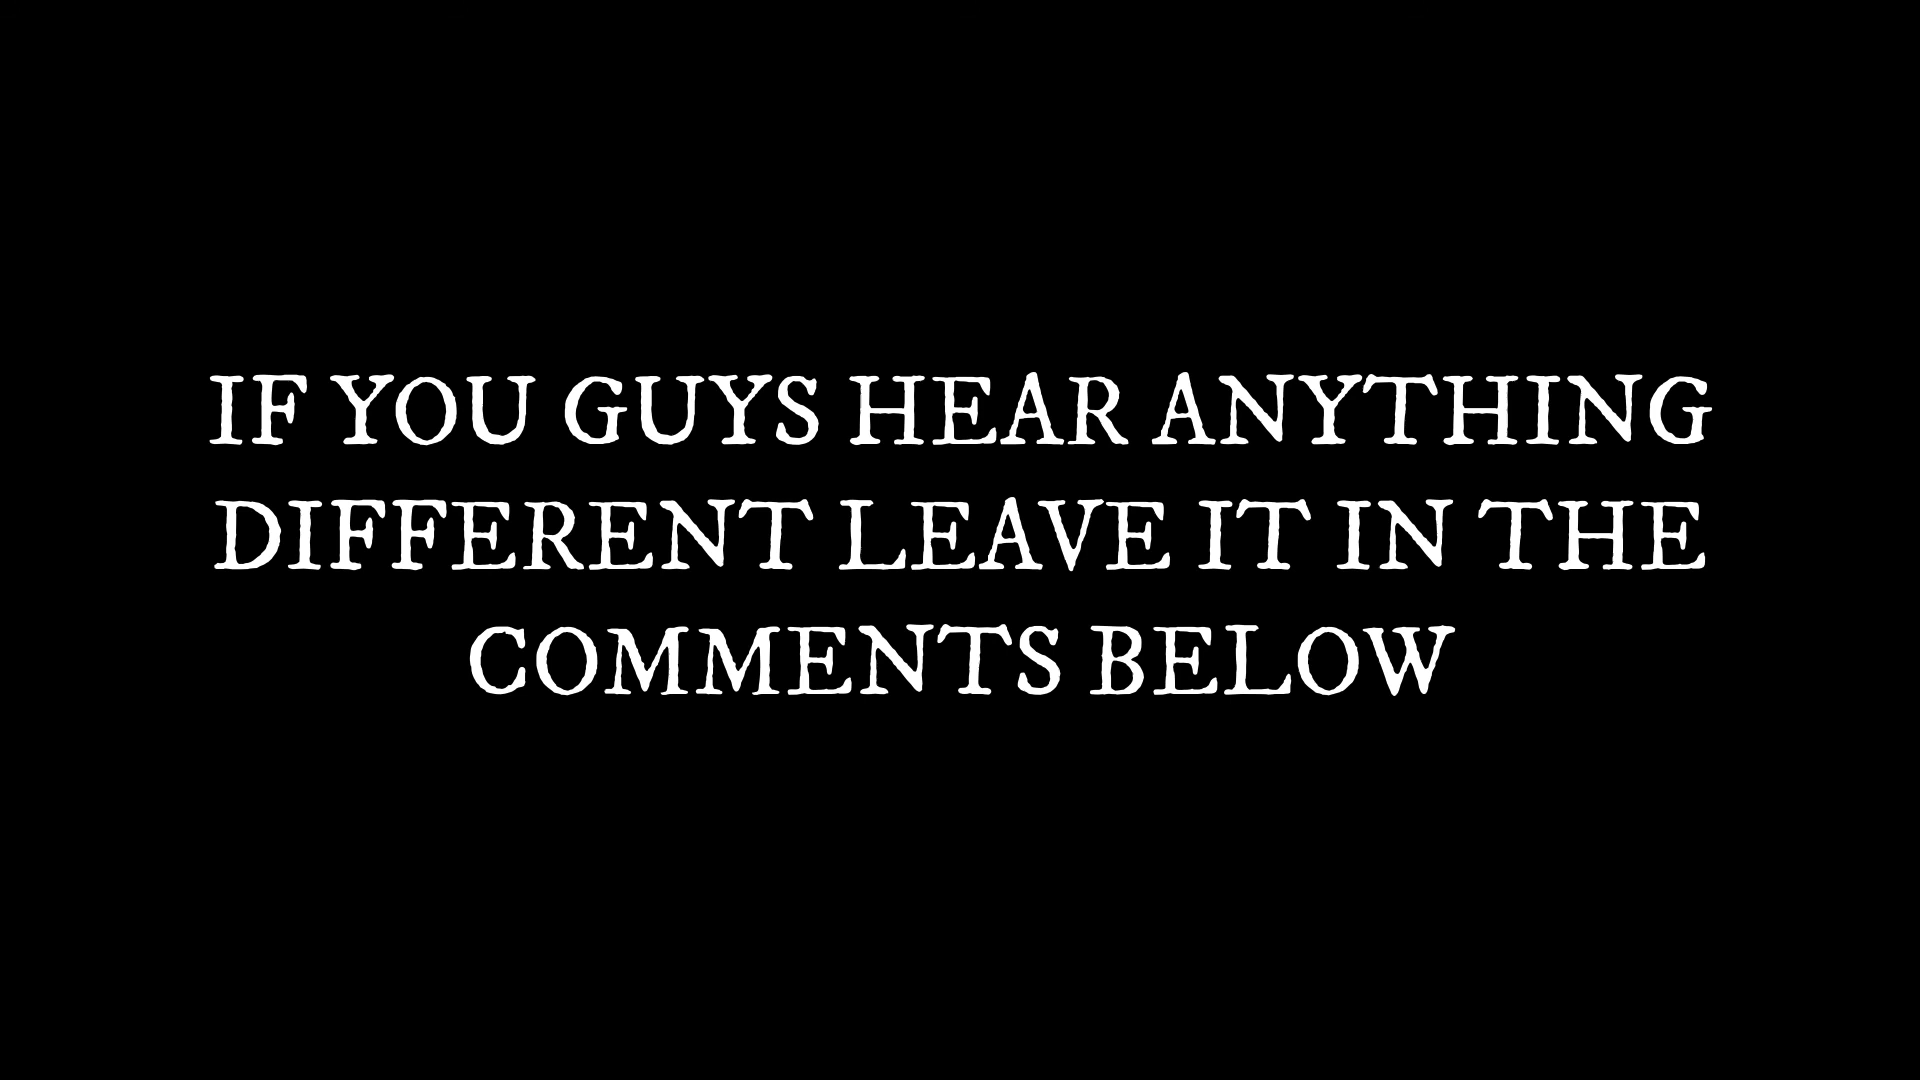 IF YOU GUYS HEAR ANYTHING
DIFFERENT LEAVE IT IN THE
COMMENTS BELOW